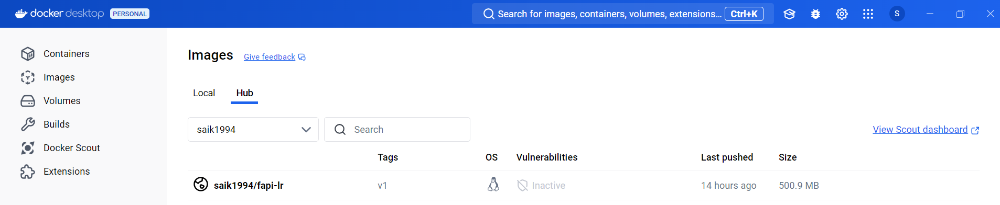 docker desktop PERSONAL
Search for images, containers, volumes, extensions... Ctrl+K
S
Containers
Images
Volumes
Builds
Docker Scout
Extensions
Images Give feedback
Local Hub
saik1994 Search View Scout dashboard
Tags OS Vulnerabilities Last pushed Size
saik1994/fapi-lr v1 Inactive 14 hours ago 500.9 MB